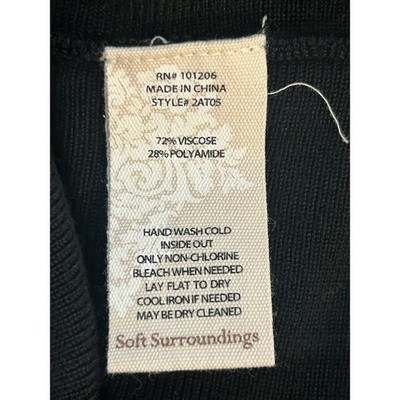 RN# 101206
MADE IN CHINA
STYLE# 2AT05
72% VISCOSE
28% POLYAMIDE
HAND WASH COLD
INSIDE OUT
ONLY NON-CHLORINE
BLEACH WHEN NEEDED
LAY FLAT TO DRY
COOL IRON IF NEEDED
MAY BE DRY CLEANED
Soft Surroundings